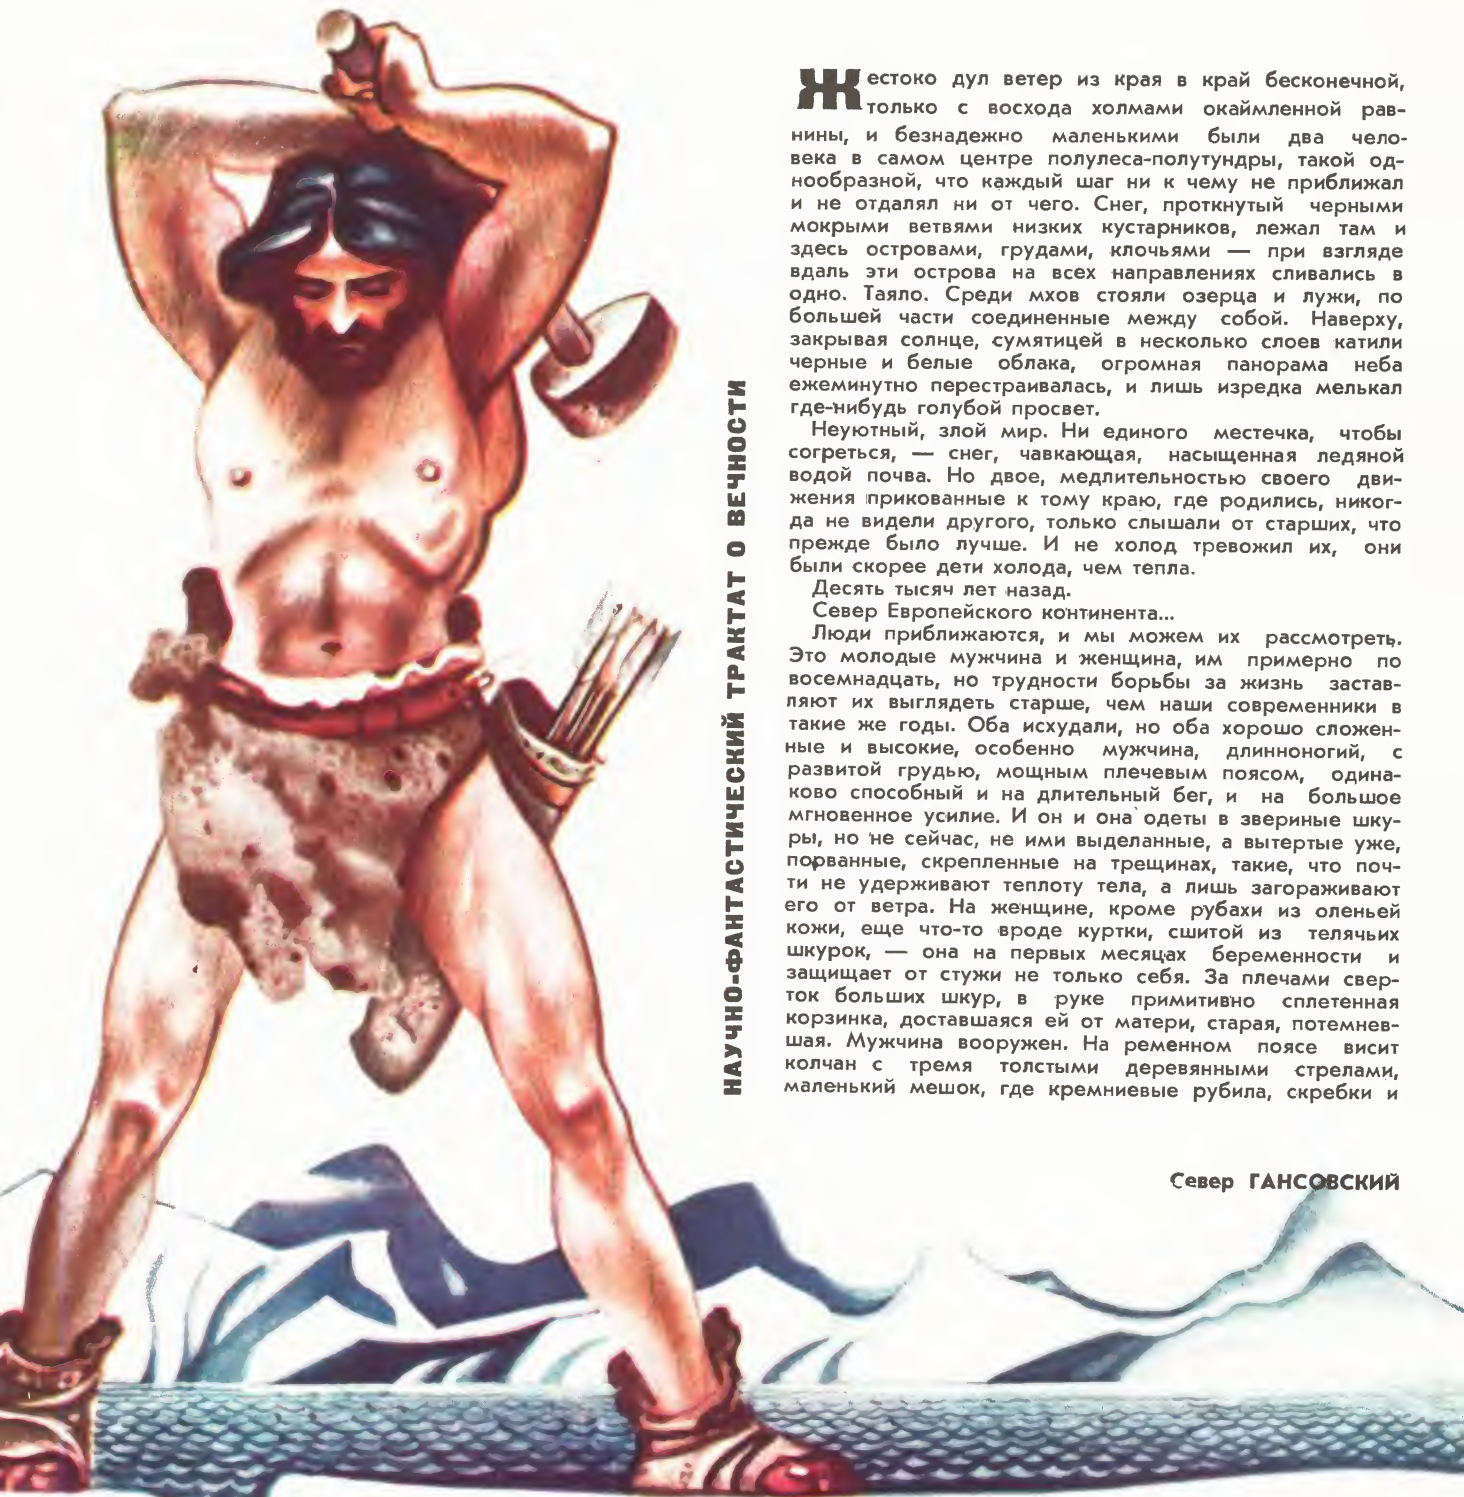 НАУЧНО-ФАНТАСТИЧЕСКИЙ ТРАКТАТ О ВЕЧНОСТИ
Жестоко дул ветер из края в край бесконечной,
только с восхода холмами окаймленной рав-
нины, и безнадежно маленькими были два чело-
века в самом центре полулеса-полутундры, такой од-
нообразной, что каждый шаг ни к чему не приближал
и не отдалял ни от чего. Снег, проткнутый черными
мокрыми ветвями низких кустарников, лежал там и
здесь островами, грудами, клочьями — при взгляде
вдаль эти острова на всех направлениях сливались в
одно. Таяло. Среди мхов стояли озерца и лужи, по
большей части соединенные между собой. Наверху,
закрывая солнце, сумятицей в несколько слоев катили
черные и белые облака, огромная панорама неба
ежеминутно перестраивалась, и лишь изредка мелькал
где-нибудь голубой просвет.
Неуютный, злой мир. Ни единого местечка, чтобы
согреться, — снег, чавкающая, насыщенная ледяной
водой почва. Но двое, медлительностью своего дви-
жения прикованные к тому краю, где родились, никог-
да не видели другого, только слышали от старших, что
прежде было лучше. И не холод тревожил их, они
были скорее дети холода, чем тепла.
Десять тысяч лет назад.
Север Европейского континента...
Люди приближаются, и мы можем их рассмотреть.
Это молодые мужчина и женщина, им примерно по
восемнадцать, но трудности борьбы за жизнь застав-
ляют их выглядеть старше, чем наши современники в
такие же годы. Оба исхудали, но оба хорошо сложен-
ные и высокие, особенно мужчина, длинноногий, с
развитой грудью, мощным плечевым поясом, одина-
ково способный и на длительный бег, и на большое
мгновенное усилие. И он и она одеты в звериные шку-
ры, но не сейчас, не ими выделанные, а вытертые уже,
порванные, скрепленные на трещинах, такие, что поч-
ти не удерживают теплоту тела, а лишь загораживают
его от ветра. На женщине, кроме рубахи из оленьей
кожи, еще что-то вроде куртки, сшитой из телячьих
шкурок, — она на первых месяцах беременности и
защищает от стужи не только себя. За плечами свер-
ток больших шкур, в руке примитивно сплетенная
корзинка, доставшаяся ей от матери, старая, потемнев-
шая. Мужчина вооружен. На ременном поясе висит
колчан с тремя толстыми деревянными стрелами,
маленький мешок, где кремниевые рубила, скребки и
Север ГАНСОВСКИЙ